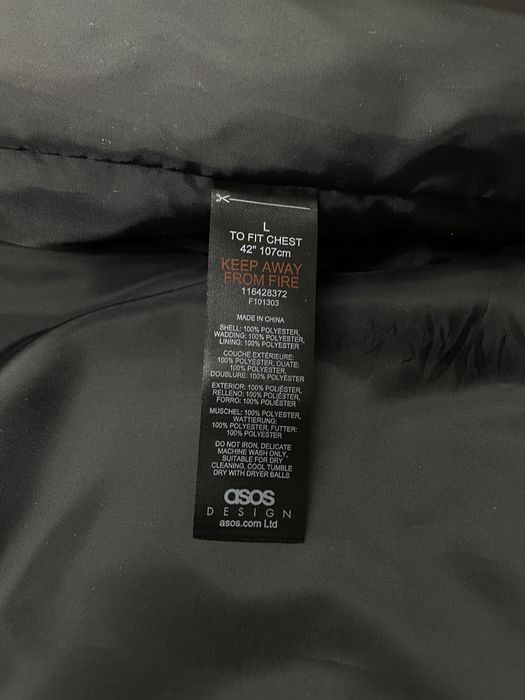 L
TO FIT CHEST
42" 107cm
KEEP AWAY
FROM FIRE
116428372
F101303
MADE IN CHINA
SHELL: 100% POLYESTER,
WADDING: 100% POLYESTER,
LINING: 100% POLYESTER
COUCHE EXTÉRIEURE:
100% POLYESTER, OUATE:
100% POLYESTER,
DOUBLURE: 100% POLYESTER
EXTERIOR: 100% POLIÉSTER,
RELLENO: 100% POLIÉSTER,
FORRO: 100% POLIÉSTER
MUSCHEL: 100% POLYESTER,
WATTIERUNG:
100% POLYESTER, FUTTER:
100% POLYESTER
DO NOT IRON, DELICATE
MACHINE WASH ONLY,
SUITABLE FOR DRY
CLEANING, COOL TUMBLE
DRY WITH DRYER BALLS
asos
DESIGN
asos.com Ltd